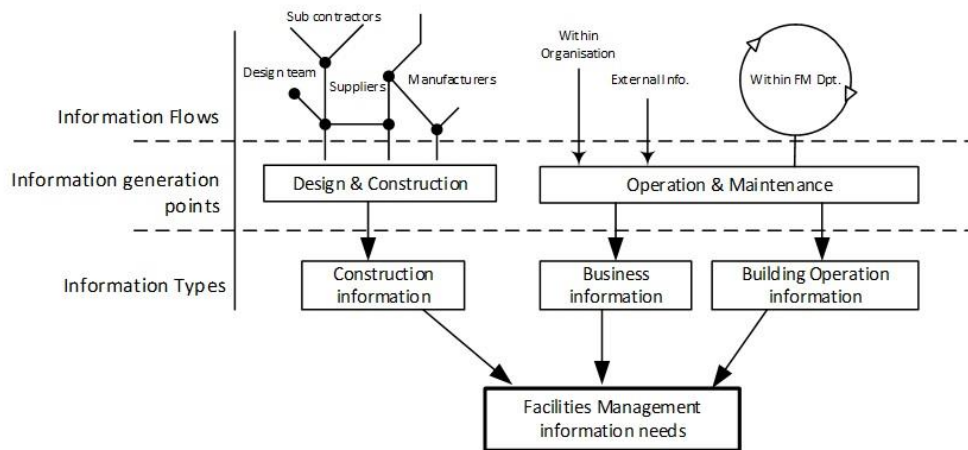 Sub contractors
Design team
Suppliers
Manufacturers
Within
Organisation
External Info.
Within FM Dpt.
Information Flows
Information generation
points
Design & Construction
Operation & Maintenance
Information Types
Construction
information
Business
information
Building Operation
information
Facilities Management
information needs